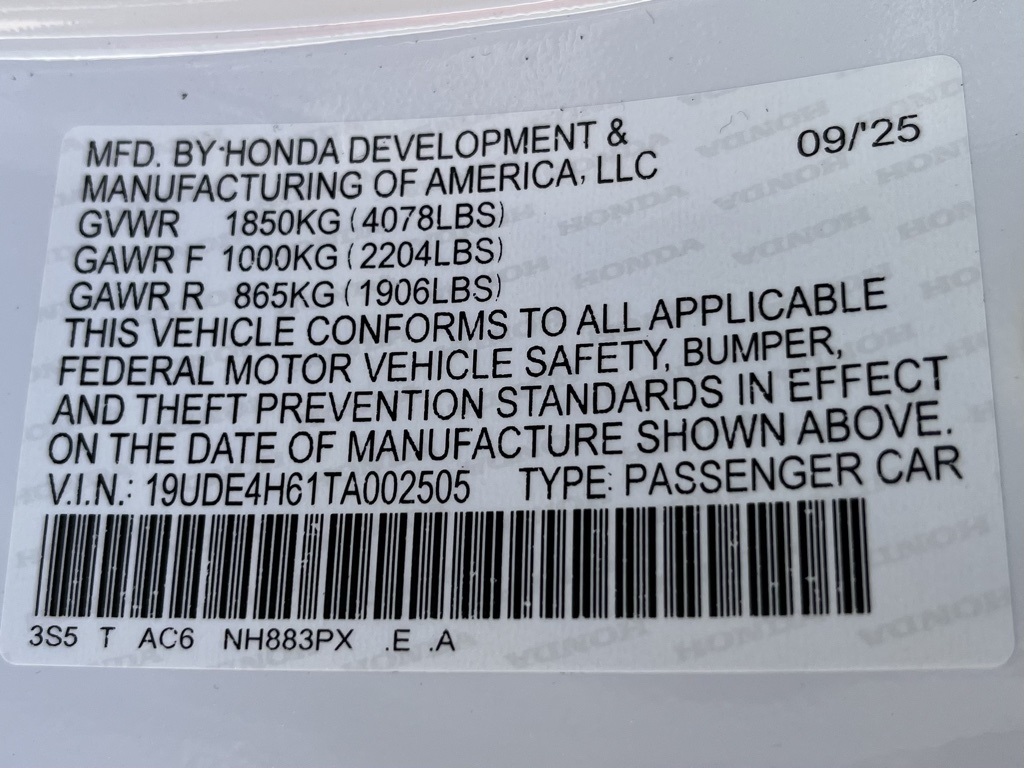 MFD. BY HONDA DEVELOPMENT &
MANUFACTURING OF AMERICA, LLC
09/'25
GVWR 1850KG (4078LBS)
GAWR F 1000KG (2204LBS)
GAWR R 865KG (1906LBS)
THIS VEHICLE CONFORMS TO ALL APPLICABLE
FEDERAL MOTOR VEHICLE SAFETY, BUMPER,
AND THEFT PREVENTION STANDARDS IN EFFECT
ON THE DATE OF MANUFACTURE SHOWN ABOVE.
V.I.N.: 19UDE4H61TA002505 TYPE: PASSENGER CAR
3S5 T AC6 NH883PX .E .A